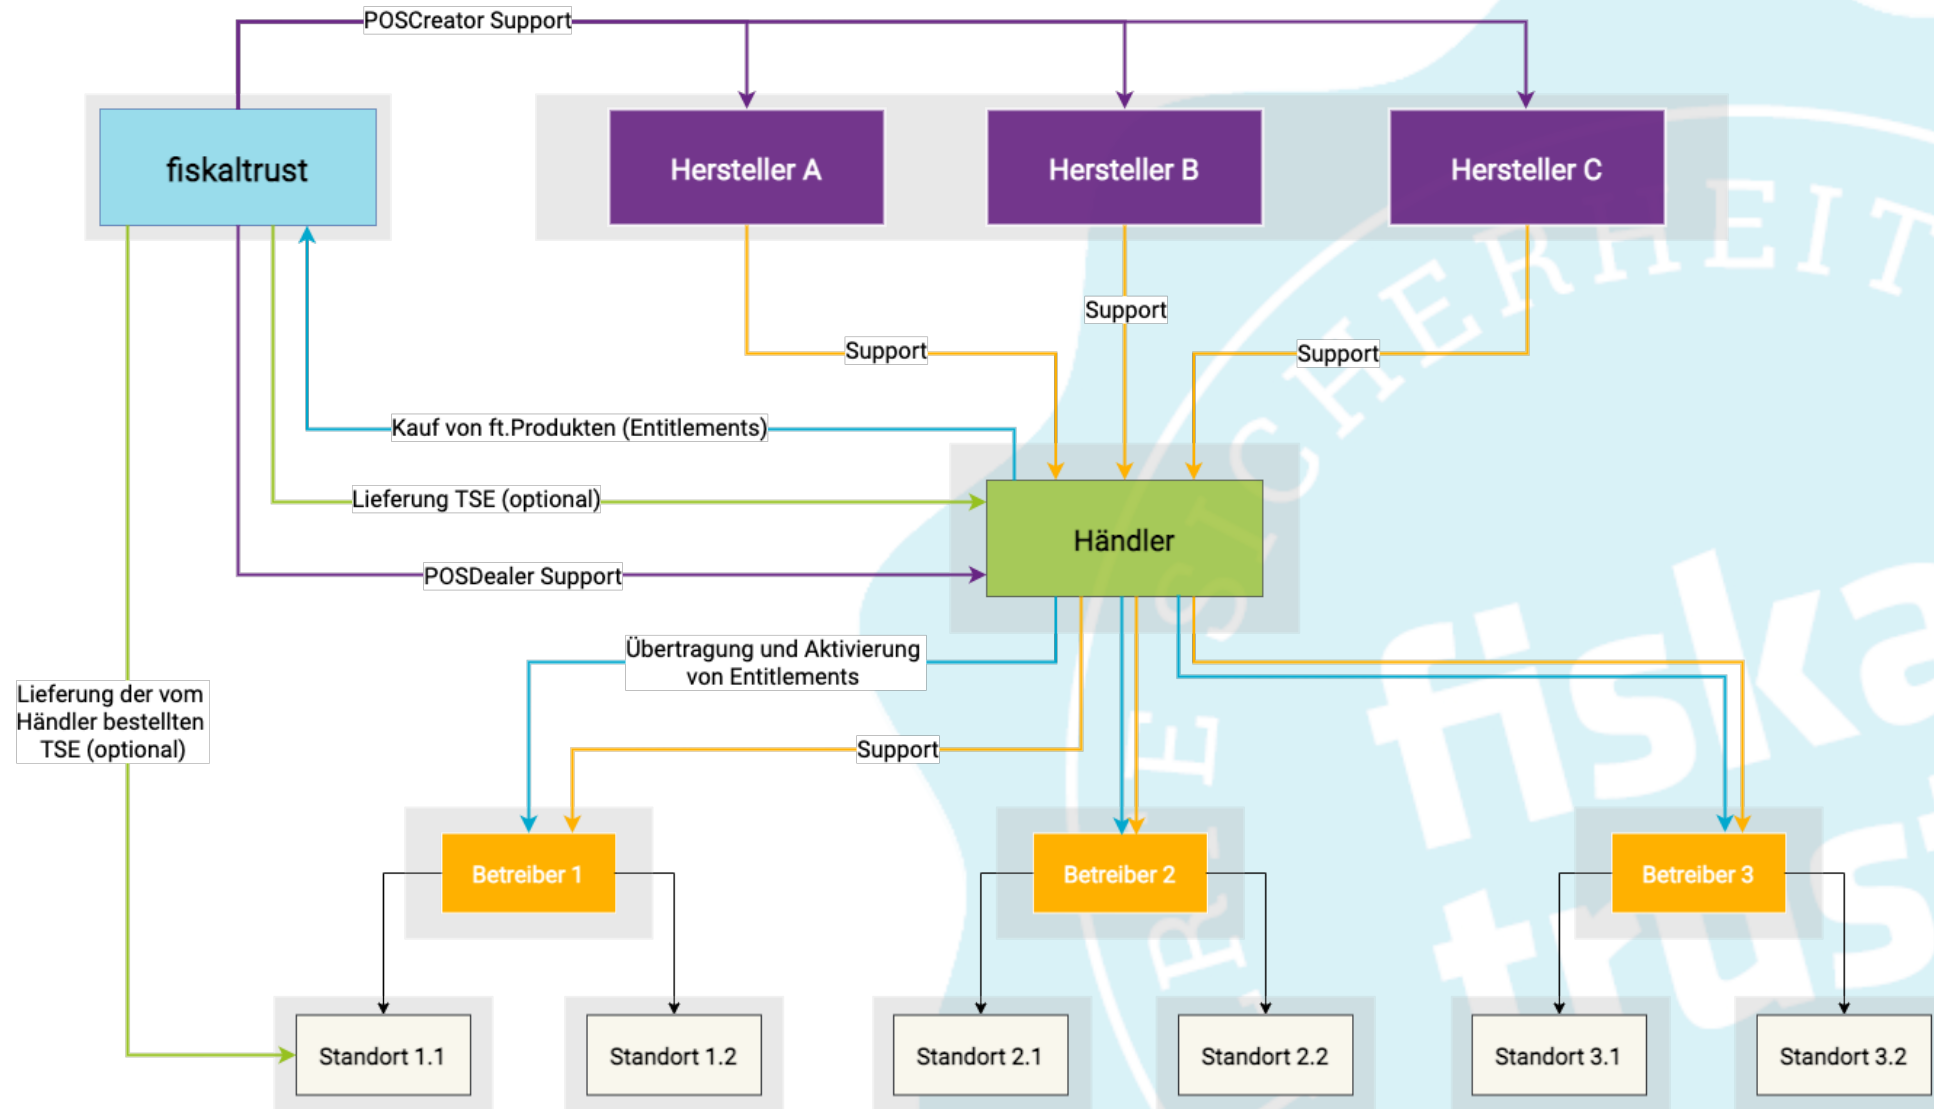 POSCreator Support
fiskaltrust
Hersteller A
Hersteller B
Hersteller C
Support
Support
Support
Kauf von ft.Produkten (Entitlements)
Lieferung TSE (optional)
Händler
POSDealer Support
Übertragung und Aktivierung
von Entitlements
Lieferung der vom
Händler bestellten
TSE (optional)
Support
Betreiber 1
Betreiber 2
Betreiber 3
Standort 1.1
Standort 1.2
Standort 2.1
Standort 2.2
Standort 3.1
Standort 3.2
SICHERHEIT
fiska
trus